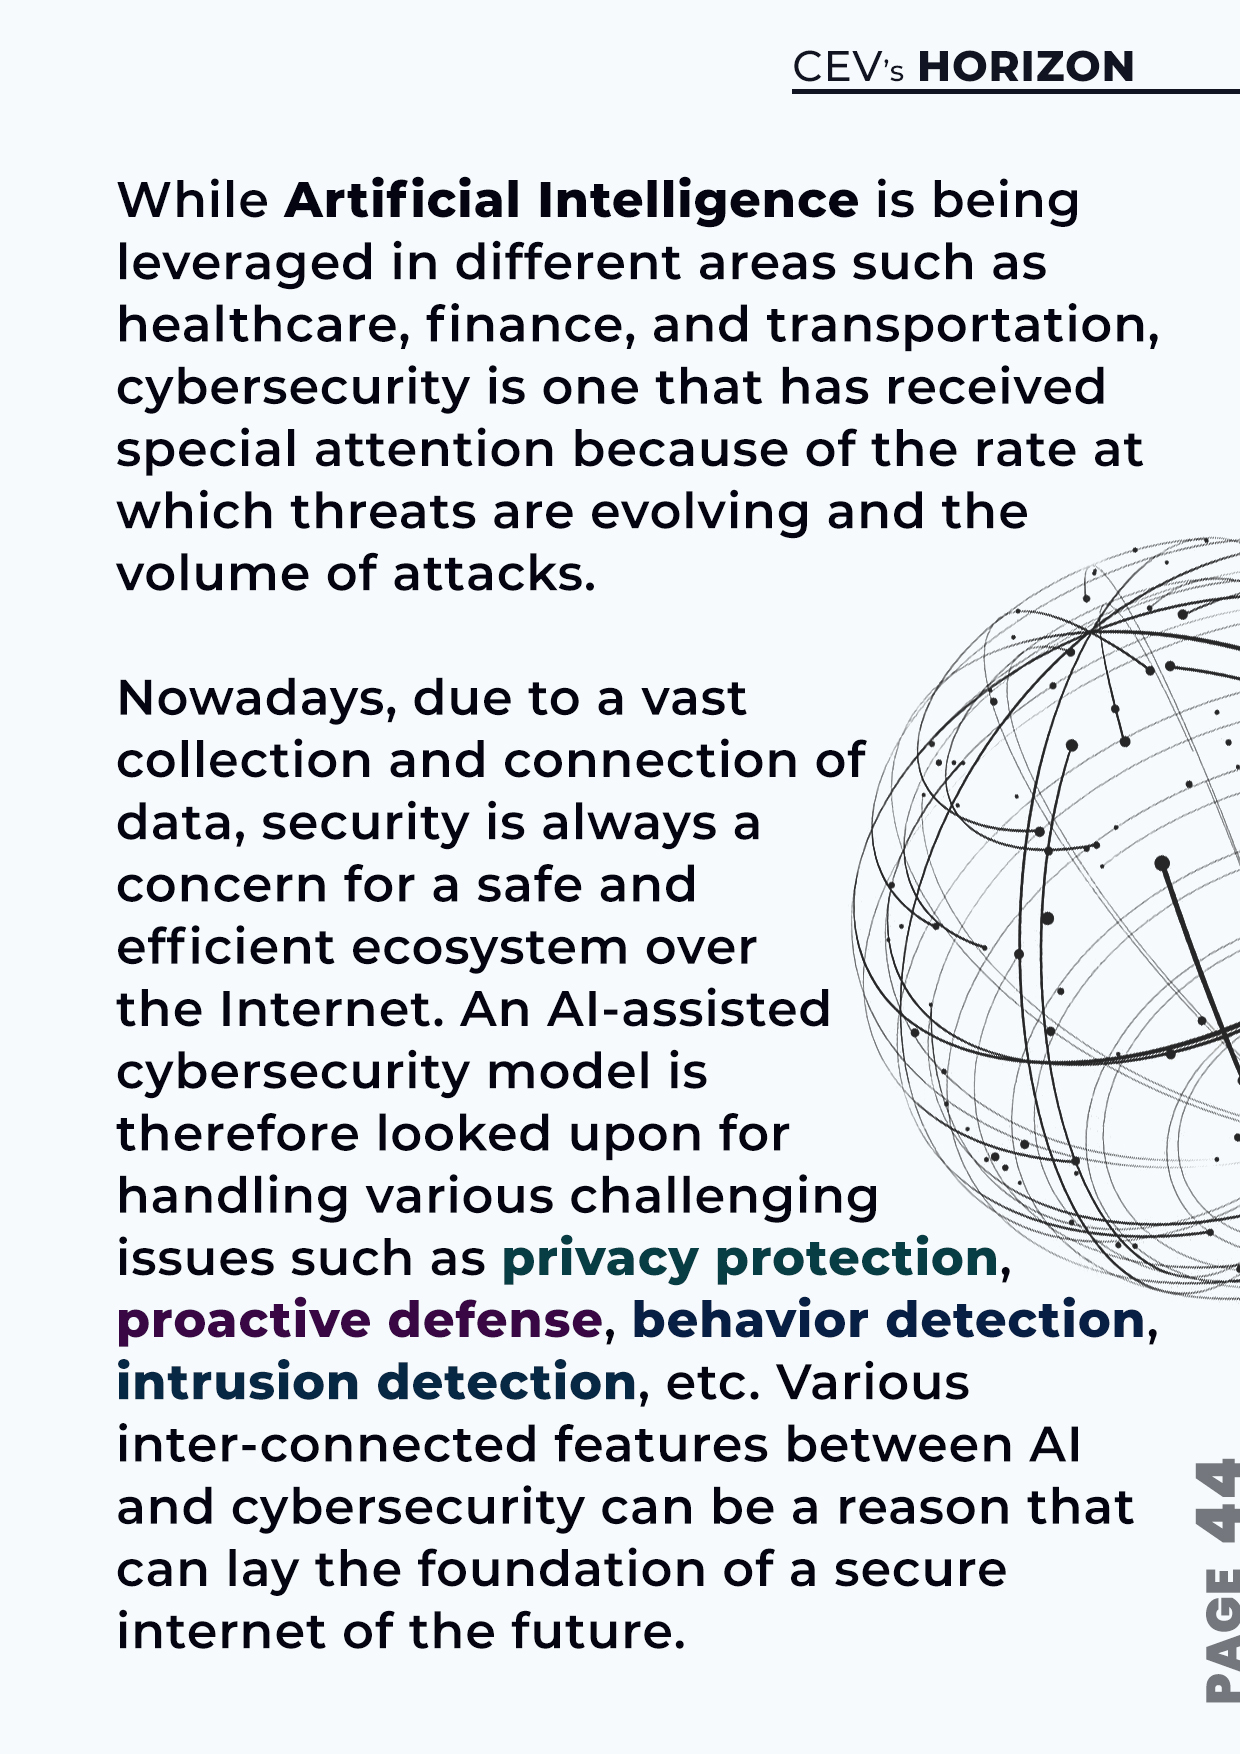 CEV's HORIZON
While Artificial Intelligence is being
leveraged in different areas such as
healthcare, finance, and transportation,
cybersecurity is one that has received
special attention because of the rate at
which threats are evolving and the
volume of attacks.
Nowadays, due to a vast
collection and connection of
data, security is always a
concern for a safe and
efficient ecosystem over
the Internet. An AI-assisted
cybersecurity model is
therefore looked upon for
handling various challenging
issues such as privacy protection,
proactive defense, behavior detection,
intrusion detection, etc. Various
inter-connected features between AI
and cybersecurity can be a reason that
can lay the foundation of a secure
internet of the future.
PAGE 44